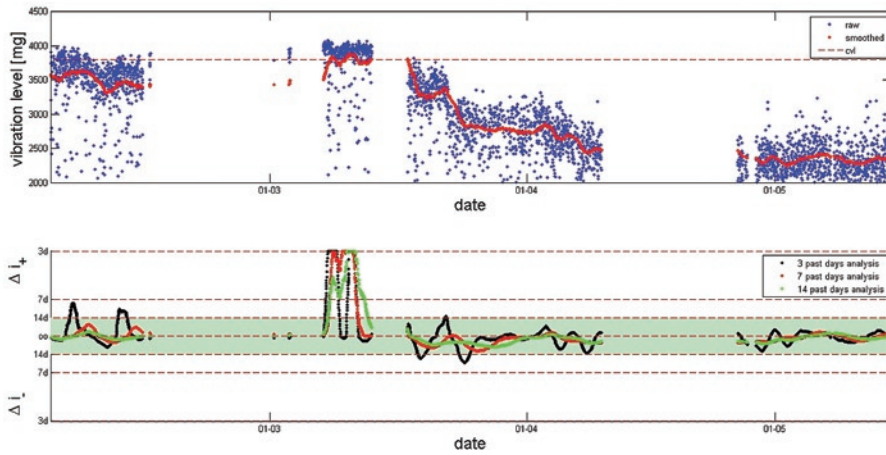 4500
raw
smoothed
cvl
4000
3500
3000
2500
2000
vibration level [mg]
01-03
01-04
01-05
date
3d
3 past days analysis
7 past days analysis
14 past days analysis
Δ i+
7d
14d
∞
14d
7d
Δ i-
3d
01-03
01-04
01-05
date